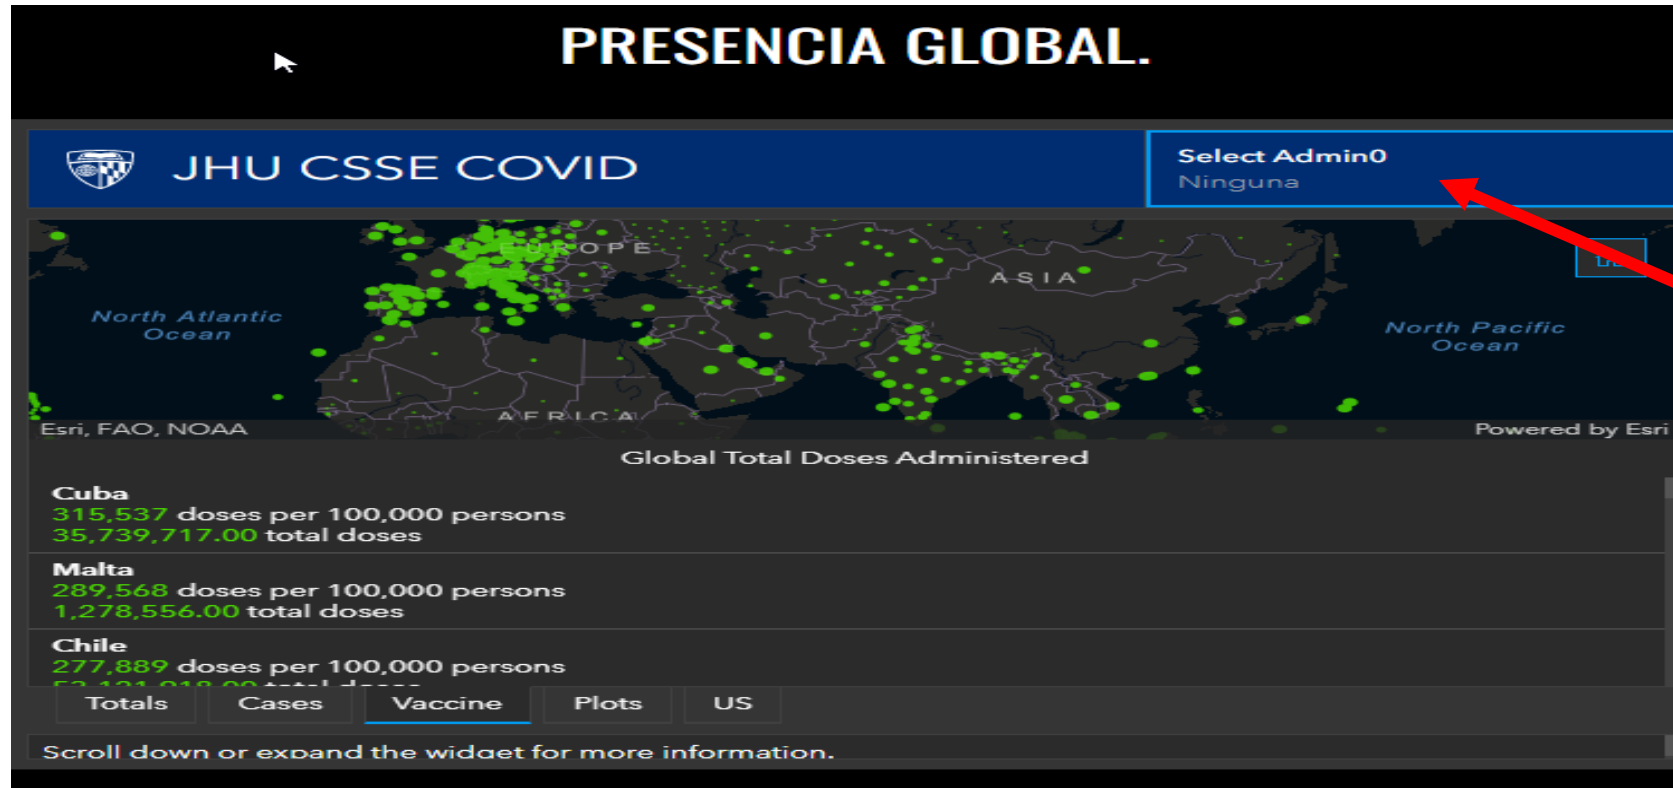 PRESENCIA GLOBAL.
JHU CSSE COVID
Select Admin0
Ninguna
EUROPE
ASIA
North Atlantic
Ocean
North Pacific
Ocean
AFRICA
Esri, FAO, NOAA
Powered by Esri
Global Total Doses Administered
Cuba
315,537 doses per 100,000 persons
35,739,717.00 total doses
Malta
289,568 doses per 100,000 persons
1,278,556.00 total doses
Chile
277,889 doses per 100,000 persons
total doses
Totals
Cases
Vaccine
Plots
US
Scroll down or expand the widget for more information.